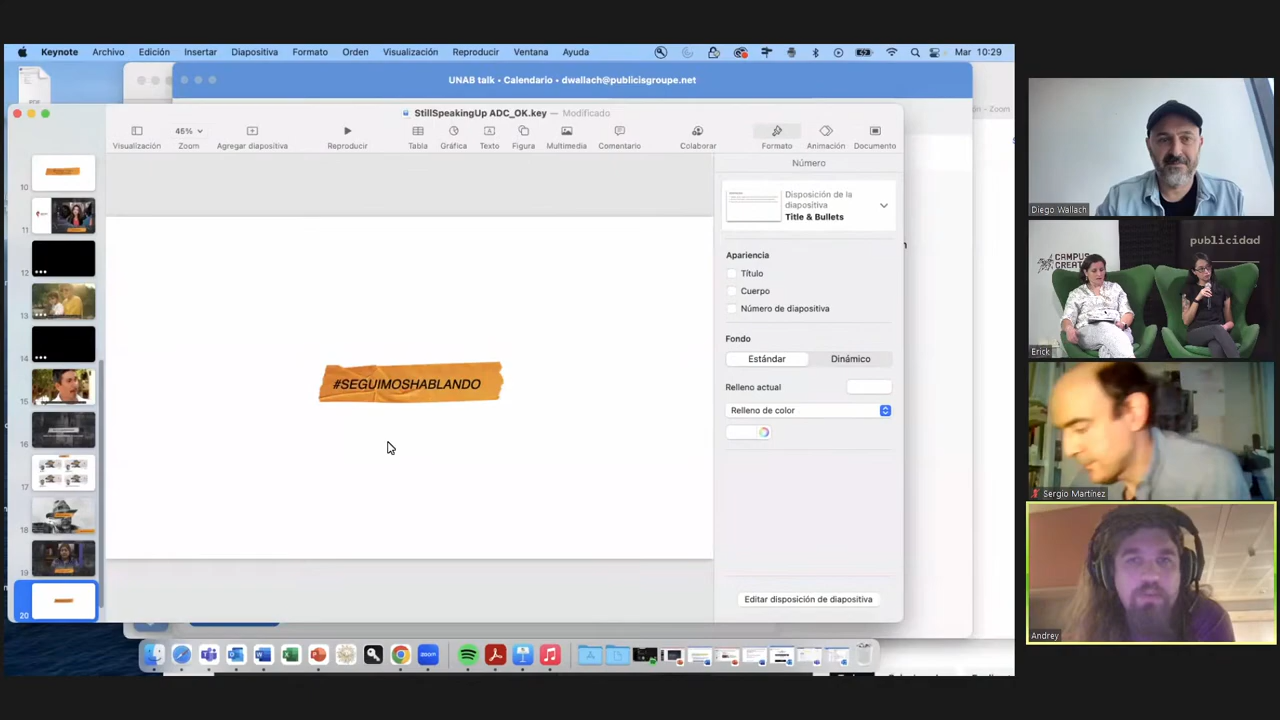 Keynote Archivo Edición Insertar Diapositiva Formato Orden Visualización Reproducir Ventana Ayuda Mar 10:29
UNAB talk • Calendario • dwallach@publicisgroupe.net
StillSpeakingUp ADC_OK.key — Modificado
45%
Visualización Zoom Agregar diapositiva Reproducir Tabla Gráfica Texto Figura Multimedia Comentario Colaborar Formato Animación Documento
Número
Disposición de la
diapositiva
Title & Bullets
Apariencia
Título
Cuerpo
Número de diapositiva
Fondo
Estándar Dinámico
Relleno actual
Relleno de color
Editar disposición de diapositiva
#SEGUIMOSHABLANDO
10
11
12
13
14
15
16
17
18
19
20
zoom
Diego Wallach
publicidad
CAMPUS
CREAT
Erick
Sergio Martínez
Andrey